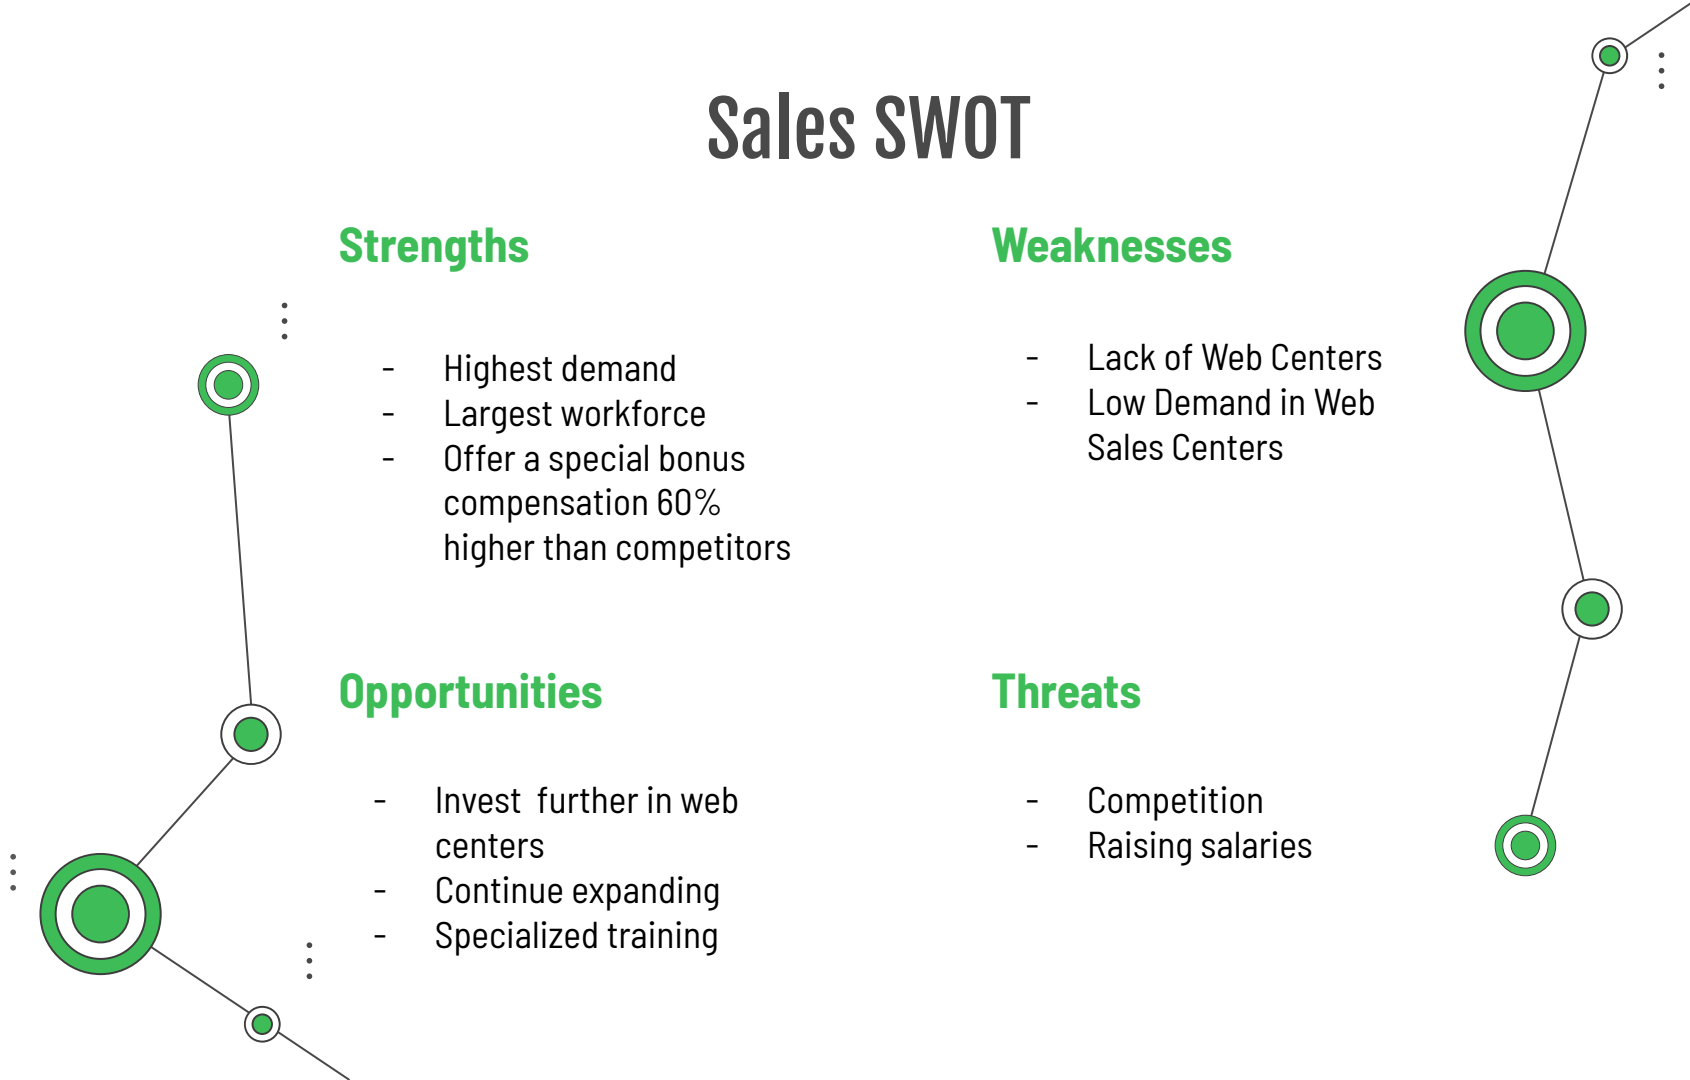 Sales SWOT
Strengths
- Highest demand
- Largest workforce
- Offer a special bonus
compensation 60%
higher than competitors
Weaknesses
- Lack of Web Centers
- Low Demand in Web
Sales Centers
Opportunities
- Invest  further in web
centers
- Continue expanding
- Specialized training
Threats
- Competition
- Raising salaries